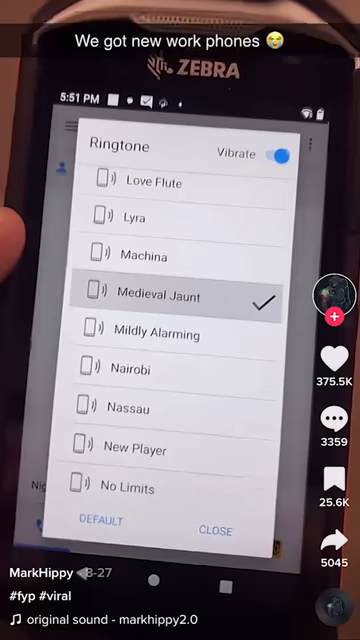 We got new work phones 😭
ZEBRA
5:51 PM
Ringtone
Vibrate
Love Flute
Lyra
Machina
Medieval Jaunt
Mildly Alarming
Nairobi
Nassau
New Player
No Limits
DEFAULT
CLOSE
375.5K
3359
25.6K
5045
MarkHippy
8-27
#fyp #viral
original sound - markhippy2.0